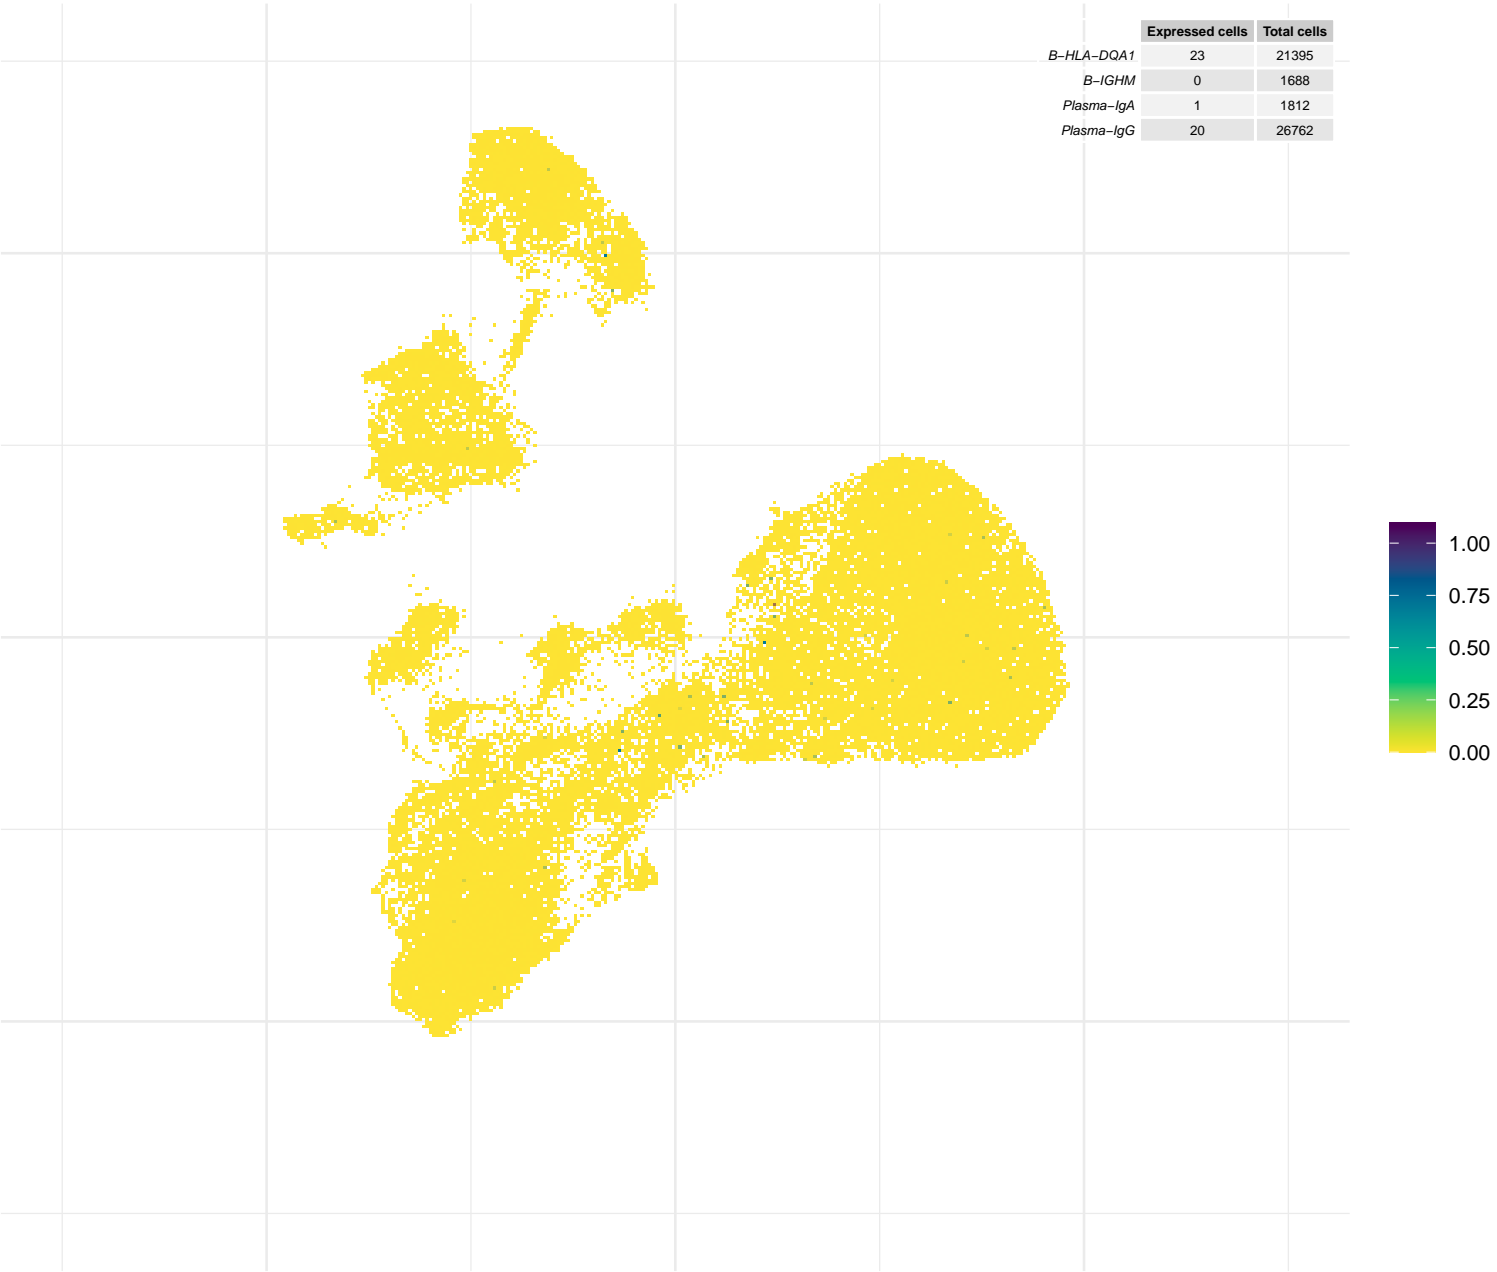 Expressed cells Total cells
B−HLA−DQA1 23 21395
B−IGHM 0 1688
Plasma−IgA 1 1812
Plasma−IgG 20 26762
1.00
0.75
0.50
0.25
0.00